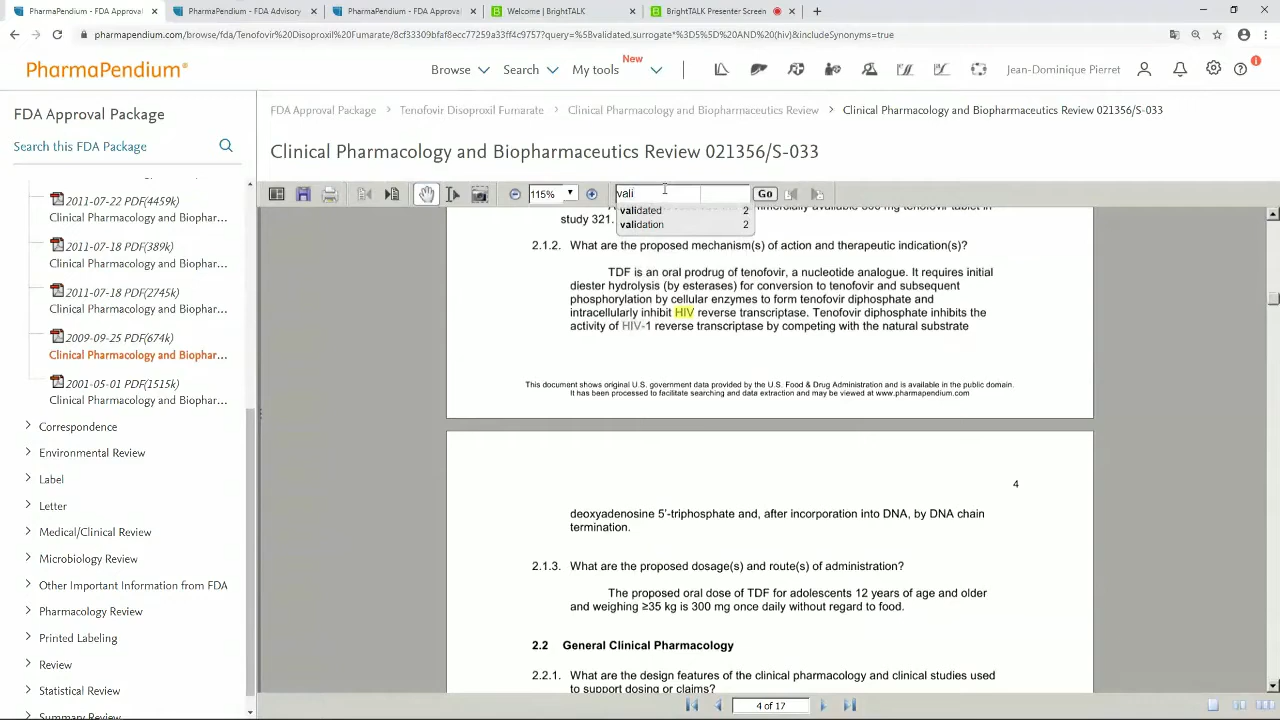 PharmaPendium - FDA Approval
PharmaPendium - FDA Advisory
PharmaPendium - FDA Approval
Welcome | BrightTALK
BrightTALK Presenter Screen
pharmapendium.com/browse/fda/Tenofovir%20Disoproxil%20Fumarate/8cf33309bfaf8ecc77259a33ff4c9757?query=%5Bvalidated.surrogate*%3D5%5D%20AND(hiv)&includeSynonyms=true
PharmaPendium®
Browse
Search
My tools
New
Jean-Dominique Pierret
FDA Approval Package
Search this FDA Package
FDA Approval Package > Tenofovir Disoproxil Fumarate > Clinical Pharmacology and Biopharmaceutics Review > Clinical Pharmacology and Biopharmaceutics Review 021356/S-033
Clinical Pharmacology and Biopharmaceutics Review 021356/S-033
115%
vali
Go
validated 2
validation 2
2011-07-22 PDF(4459k)
Clinical Pharmacology and Biophar...
2011-07-18 PDF(389k)
Clinical Pharmacology and Biophar...
2011-07-18 PDF(2745k)
Clinical Pharmacology and Biophar...
2009-09-25 PDF(674k)
Clinical Pharmacology and Biophar...
2001-05-01 PDF(1515k)
Clinical Pharmacology and Biophar...
Correspondence
Environmental Review
Label
Letter
Medical/Clinical Review
Microbiology Review
Other Important Information from FDA
Pharmacology Review
Printed Labeling
Review
Statistical Review
Summary Review
mg tenofovir tablet in
study 321.
2.1.2. What are the proposed mechanism(s) of action and therapeutic indication(s)?
TDF is an oral prodrug of tenofovir, a nucleotide analogue. It requires initial
diester hydrolysis (by esterases) for conversion to tenofovir and subsequent
phosphorylation by cellular enzymes to form tenofovir diphosphate and
intracellularly inhibit HIV reverse transcriptase. Tenofovir diphosphate inhibits the
activity of HIV-1 reverse transcriptase by competing with the natural substrate
This document shows original U.S. government data provided by the U.S. Food & Drug Administration and is available in the public domain.
It has been processed to facilitate searching and data extraction and may be viewed at www.pharmapendium.com
4
deoxyadenosine 5'-triphosphate and, after incorporation into DNA, by DNA chain
termination.
2.1.3. What are the proposed dosage(s) and route(s) of administration?
The proposed oral dose of TDF for adolescents 12 years of age and older
and weighing ≥35 kg is 300 mg once daily without regard to food.
2.2 General Clinical Pharmacology
2.2.1. What are the design features of the clinical pharmacology and clinical studies used
to support dosing or claims?
4 of 17